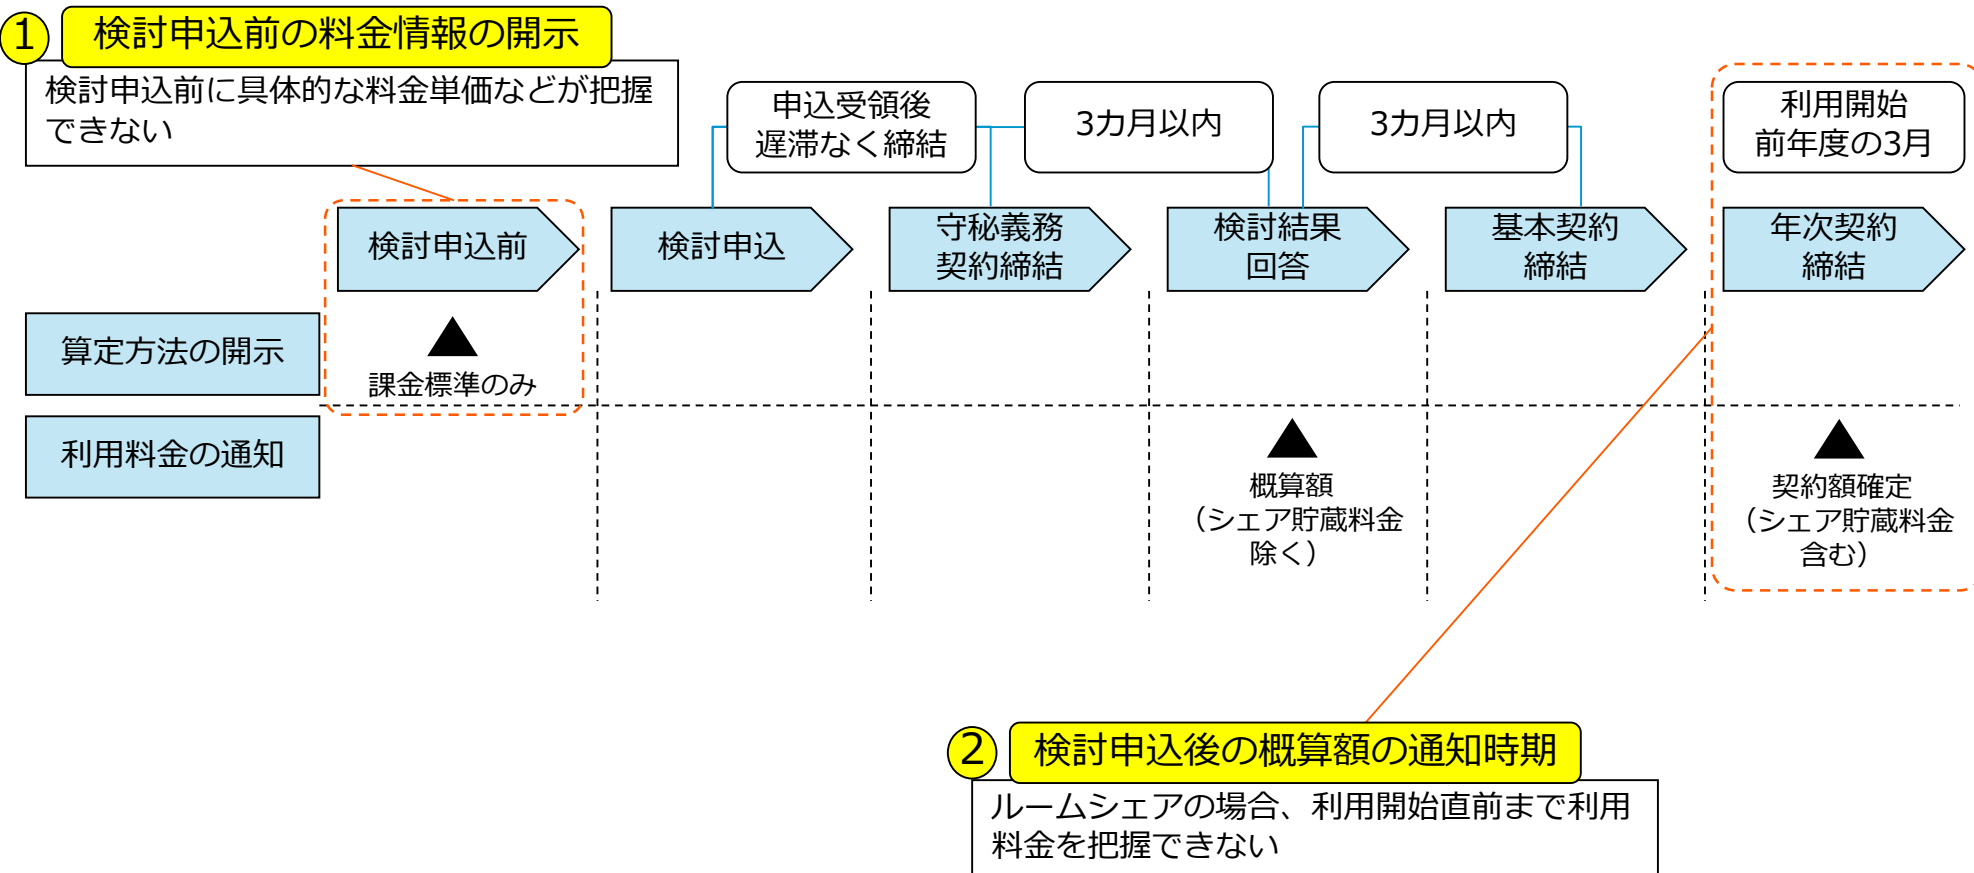 1
検討申込前の料金情報の開示
検討申込前に具体的な料金単価などが把握
できない
申込受領後
遅滞なく締結
3カ月以内
3カ月以内
利用開始
前年度の3月
検討申込前
検討申込
守秘義務
契約締結
検討結果
回答
基本契約
締結
年次契約
締結
算定方法の開示
課金標準のみ
利用料金の通知
概算額
（シェア貯蔵料金
除く）
契約額確定
（シェア貯蔵料金
含む）
2
検討申込後の概算額の通知時期
ルームシェアの場合、利用開始直前まで利用
料金を把握できない